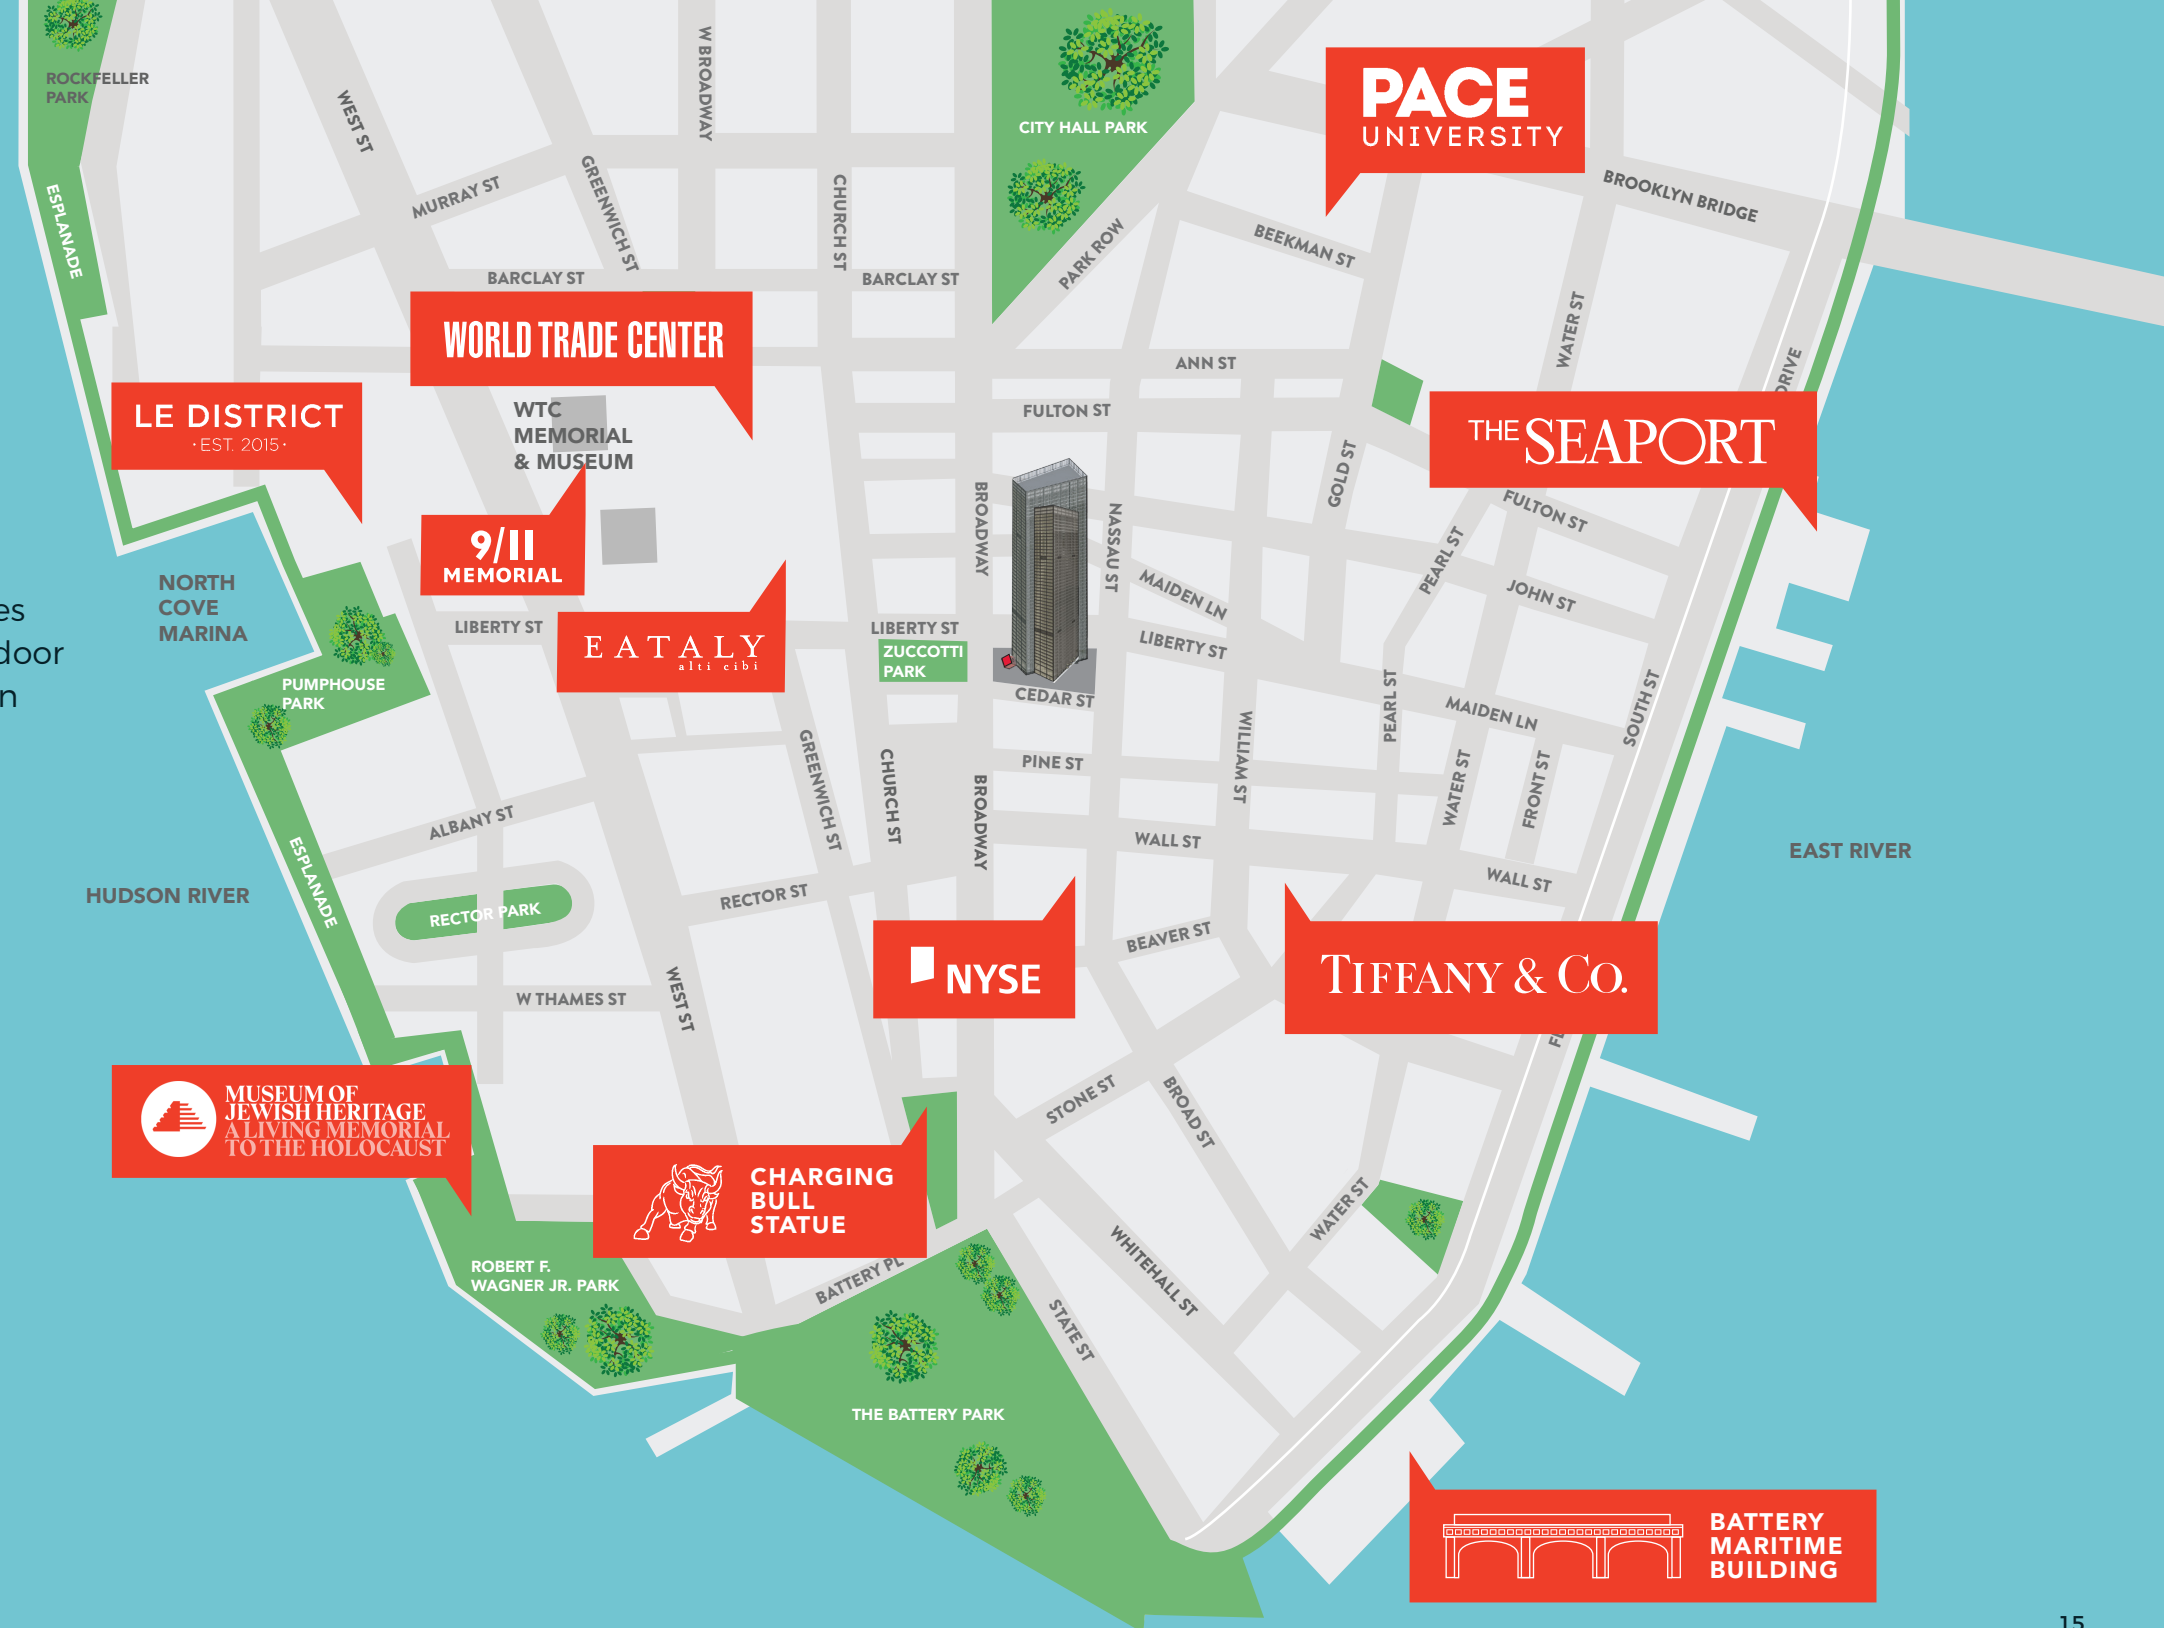 ROCKFELLER
PARK
ESPLANADE
WEST ST
MURRAY ST
GREENWICH ST
W BROADWAY
CHURCH ST
BARCLAY ST
BARCLAY ST
CITY HALL PARK
PARK ROW
PACE
UNIVERSITY
BEEKMAN ST
BROOKLYN BRIDGE
WATER ST
DRIVE
WORLD TRADE CENTER
ANN ST
FULTON ST
LE DISTRICT
· EST. 2015 ·
WTC
MEMORIAL
& MUSEUM
9/11
MEMORIAL
THE SEAPORT
GOLD ST
FULTON ST
BROADWAY
NASSAU ST
PEARL ST
JOHN ST
MAIDEN LN
NORTH
COVE
MARINA
es
door
n
LIBERTY ST
EATALY
alti cibi
LIBERTY ST
ZUCCOTTI
PARK
LIBERTY ST
PUMPHOUSE
PARK
CEDAR ST
PEARL ST
MAIDEN LN
SOUTH ST
PINE ST
WILLIAM ST
WATER ST
FRONT ST
GREENWICH ST
CHURCH ST
BROADWAY
ALBANY ST
WALL ST
WALL ST
EAST RIVER
HUDSON RIVER
ESPLANADE
RECTOR PARK
RECTOR ST
NYSE
BEAVER ST
TIFFANY & CO.
W THAMES ST
WEST ST
MUSEUM OF
JEWISH HERITAGE
A LIVING MEMORIAL
TO THE HOLOCAUST
STONE ST
BROAD ST
CHARGING
BULL
STATUE
WATER ST
ROBERT F.
WAGNER JR. PARK
BATTERY PL
WHITEHALL ST
STATE ST
THE BATTERY PARK
BATTERY
MARITIME
BUILDING
15